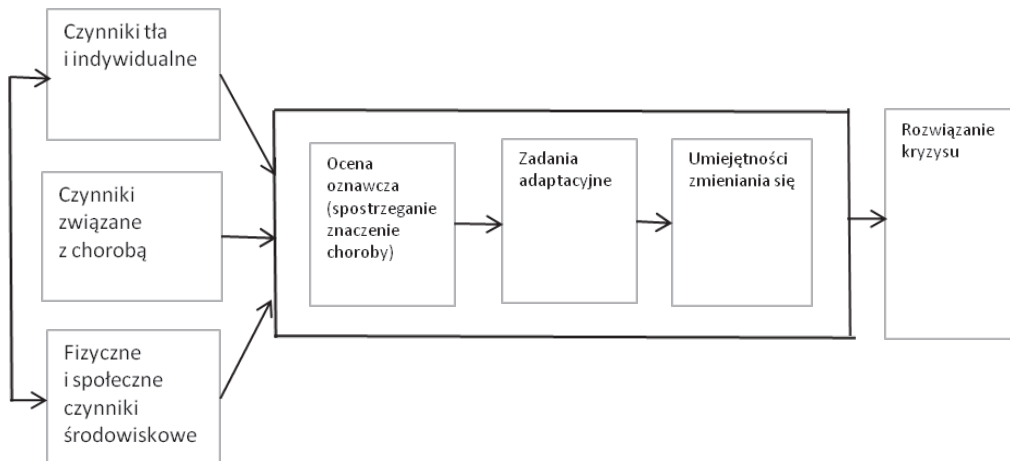 Czynniki tła
i indywidualne
Czynniki
związane
z chorobą
Fizyczne
i społeczne
czynniki
środowiskowe
Ocena
oznawcza
(spostrzeganie
znaczenie
choroby)
Zadania
adaptacyjne
Umiejętności
zmieniania się
Rozwiązanie
kryzysu